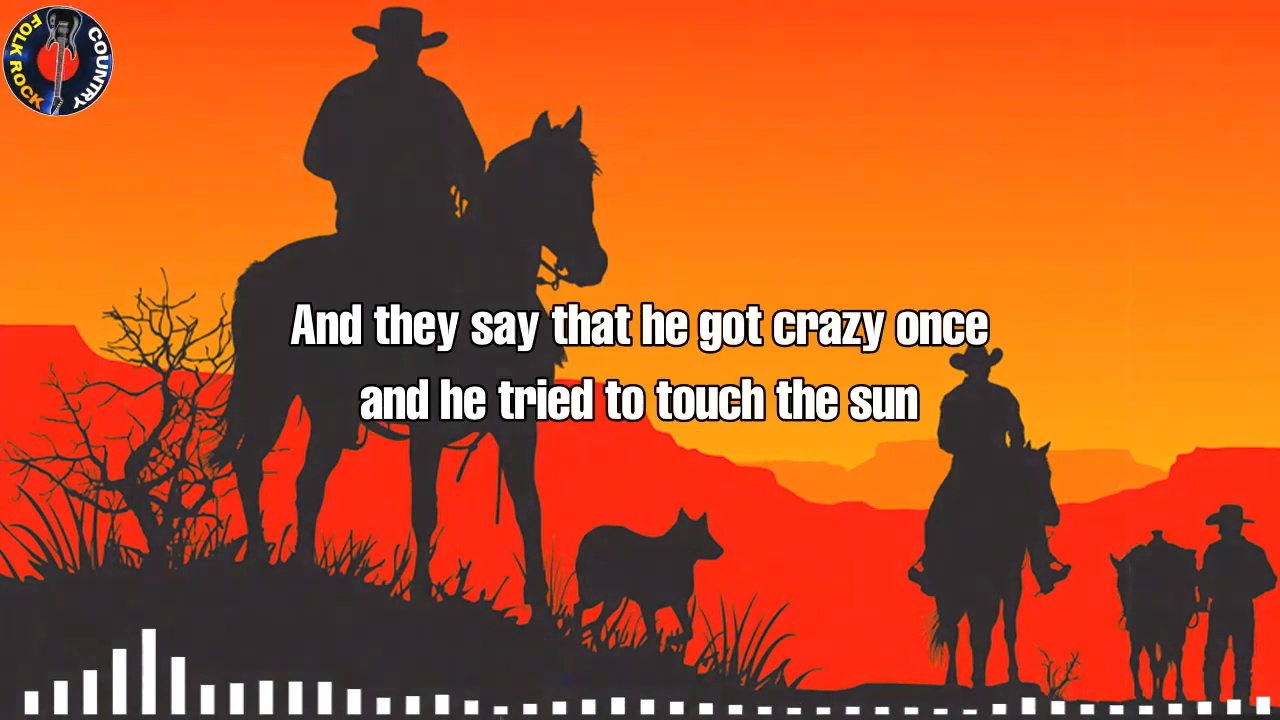 FOLK ROCK
COUNTRY
And they say that he got crazy once
and he tried to touch the sun